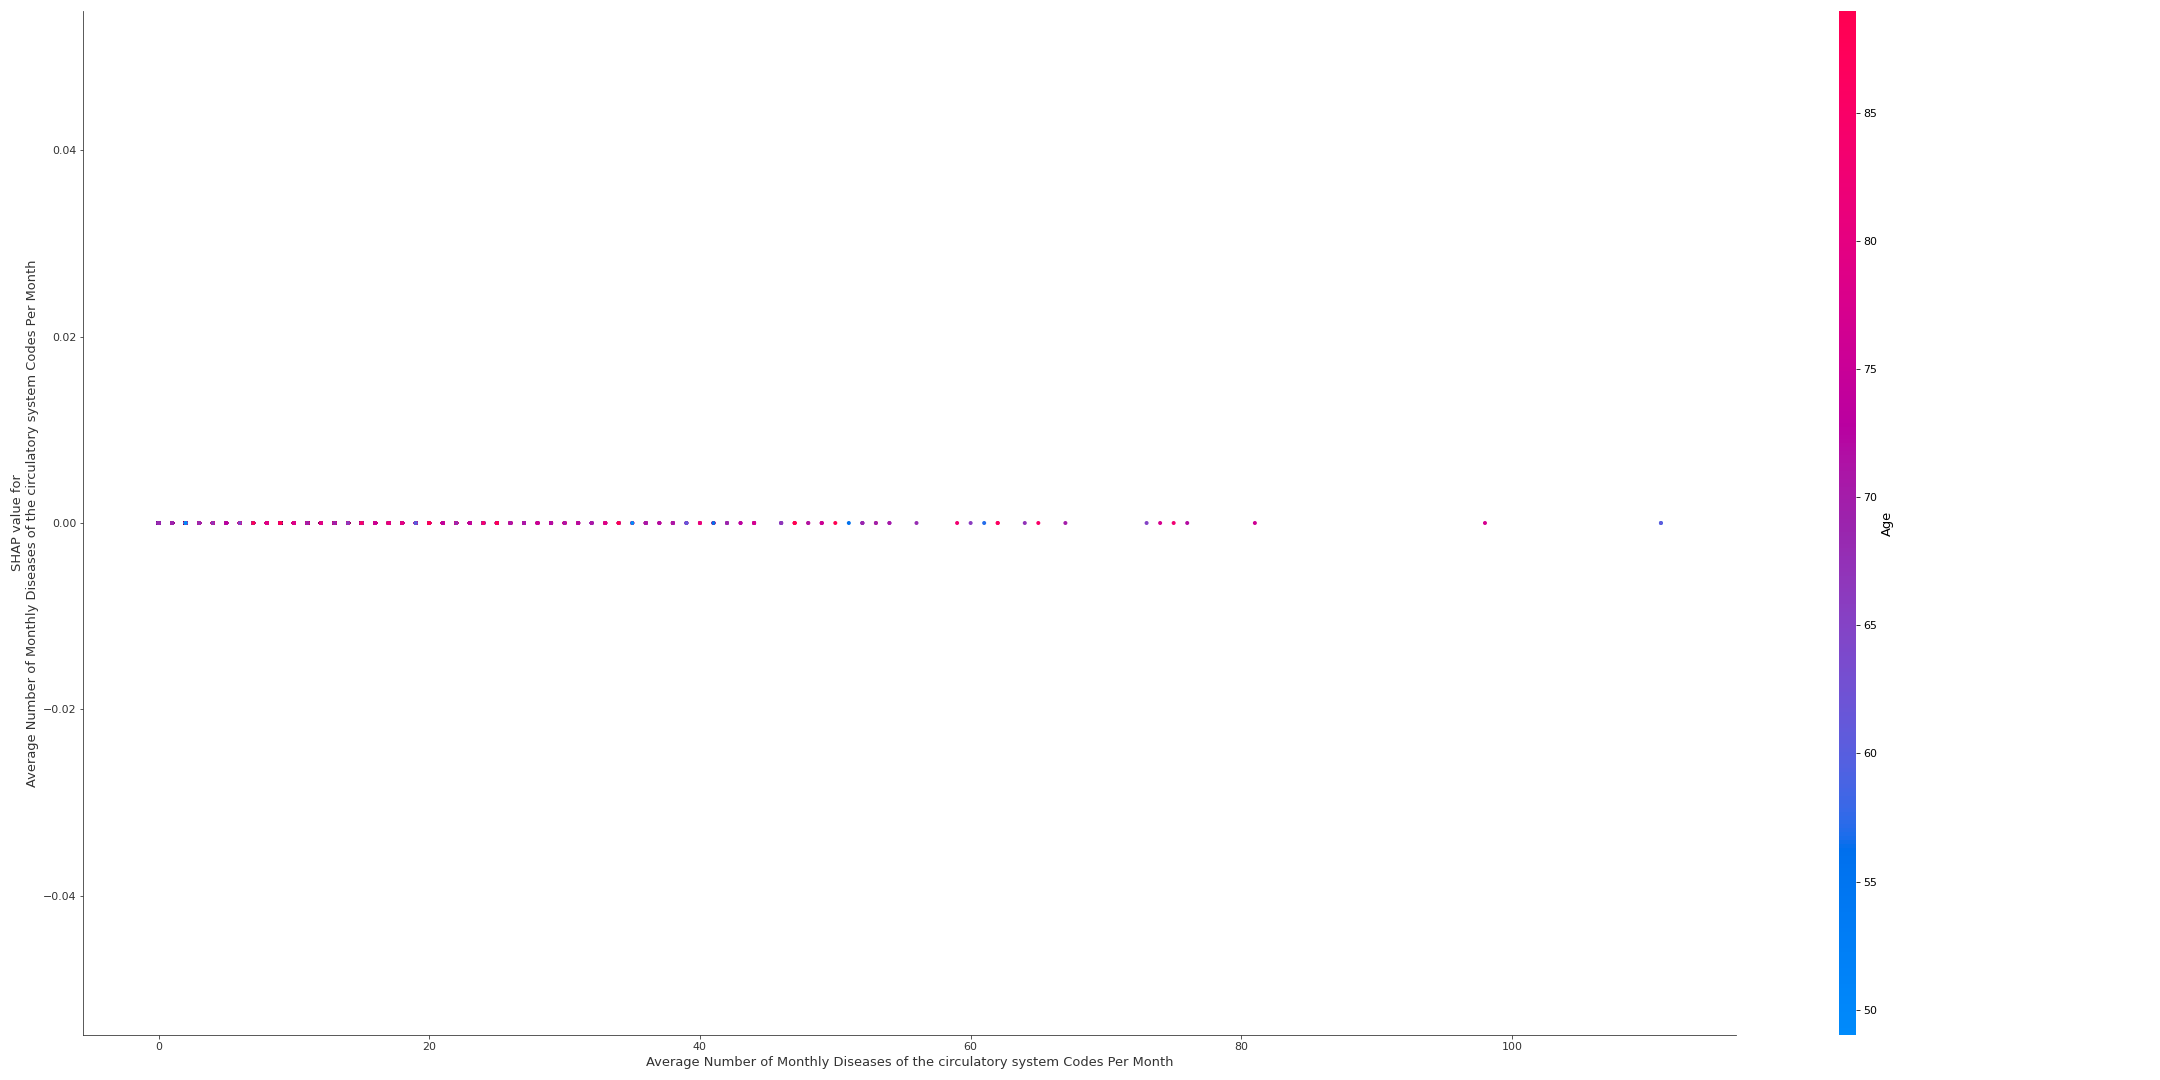 SHAP value for
Average Number of Monthly Diseases of the circulatory system Codes Per Month
0.04
0.02
0.00
−0.02
−0.04
0 20 40 60 80 100
Average Number of Monthly Diseases of the circulatory system Codes Per Month
85
80
75
70
65
60
55
50
Age